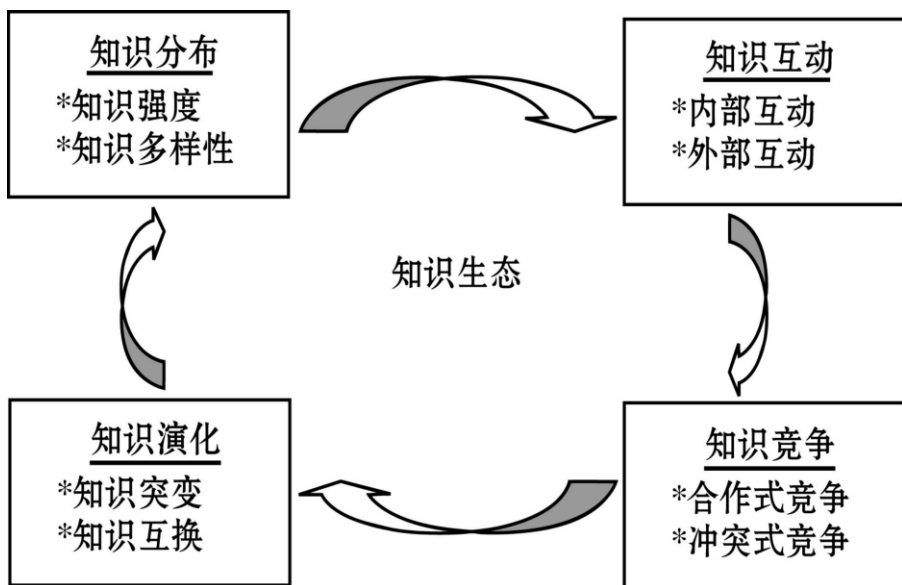 知识分布
*知识强度
*知识多样性
知识互动
*内部互动
*外部互动
知识生态
知识演化
*知识突变
*知识互换
知识竞争
*合作式竞争
*冲突式竞争